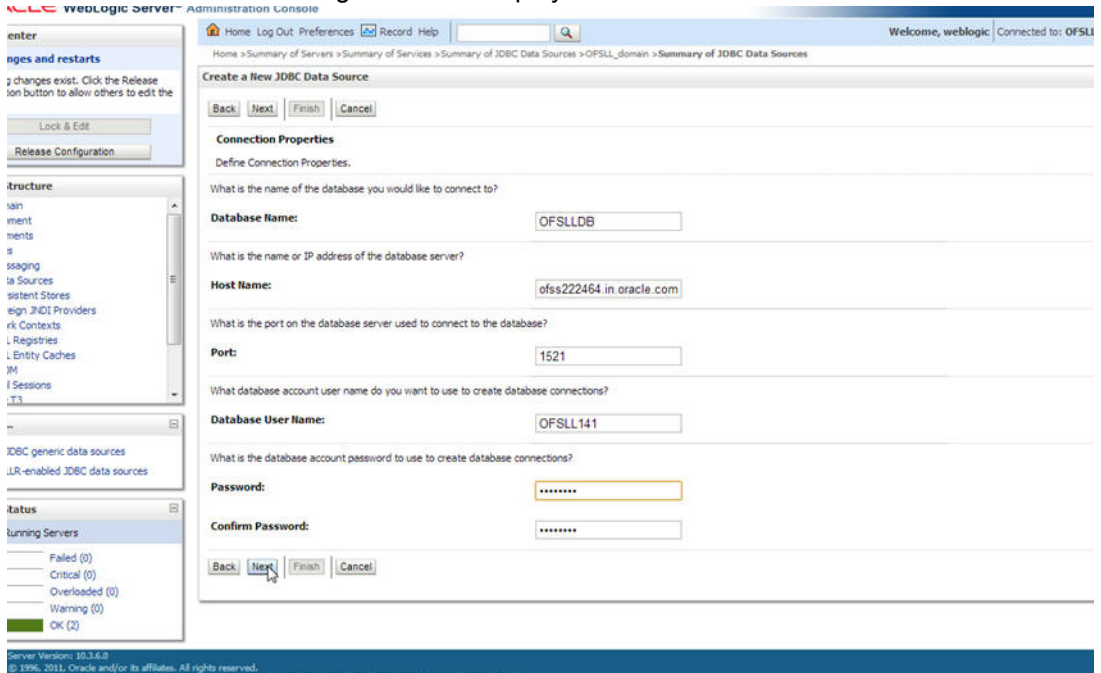 WebLogic Server® Administration Console
Home Log Out Preferences Record Help
Welcome, weblogic Connected to: OFSLL
Home >Summary of Servers >Summary of Services >Summary of JDBC Data Sources >OFSLL_domain >Summary of JDBC Data Sources
enter
nges and restarts
g changes exist. Click the Release
ion button to allow others to edit the
Lock & Edit
Release Configuration
Create a New JDBC Data Source
Back Next Finish Cancel
Connection Properties
Define Connection Properties.
What is the name of the database you would like to connect to?
Database Name: OFSLLDB
What is the name or IP address of the database server?
Host Name: ofss222464.in.oracle.com
What is the port on the database server used to connect to the database?
Port: 1521
What database account user name do you want to use to create database connections?
Database User Name: OFSLL141
What is the database account password to use to create database connections?
Password: ••••••••
Confirm Password: ••••••••
Back Next Finish Cancel
tructure
ain
ment
ments
s
ssaging
ta Sources
sistent Stores
reign JNDI Providers
rk Contexts
L Registries
L Entity Caches
OM
l Sessions
T3
JDBC generic data sources
LLR-enabled JDBC data sources
tatus
Running Servers
Failed (0)
Critical (0)
Overloaded (0)
Warning (0)
OK (2)
Server Version: 10.3.6.0
© 1996, 2011, Oracle and/or its affiliates. All rights reserved.